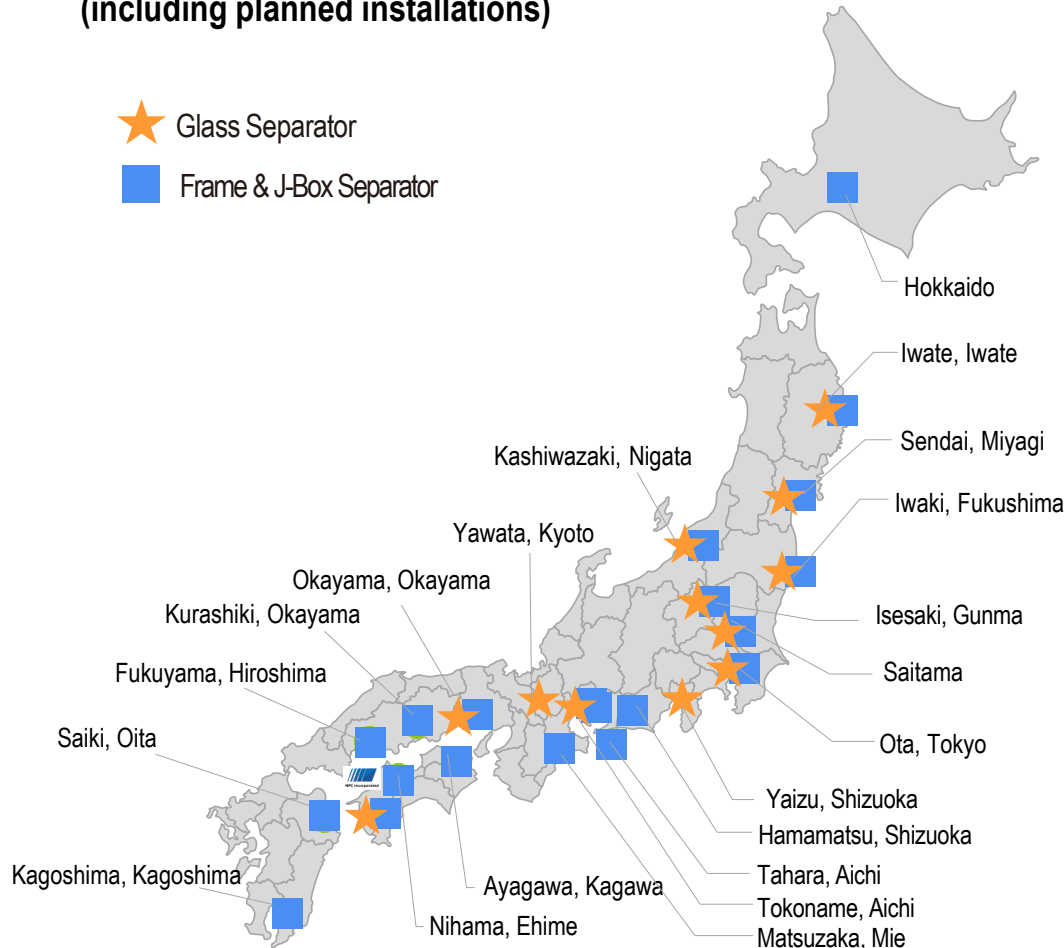 (including planned installations)
Glass Separator
Frame & J-Box Separator
Hokkaido
Iwate, Iwate
Sendai, Miyagi
Kashiwazaki, Nigata
Iwaki, Fukushima
Yawata, Kyoto
Okayama, Okayama
Kurashiki, Okayama
Isesaki, Gunma
Fukuyama, Hiroshima
Saitama
Saiki, Oita
Ota, Tokyo
NPC Incorporated
Yaizu, Shizuoka
Hamamatsu, Shizuoka
Kagoshima, Kagoshima
Tahara, Aichi
Ayagawa, Kagawa
Tokoname, Aichi
Nihama, Ehime
Matsuzaka, Mie